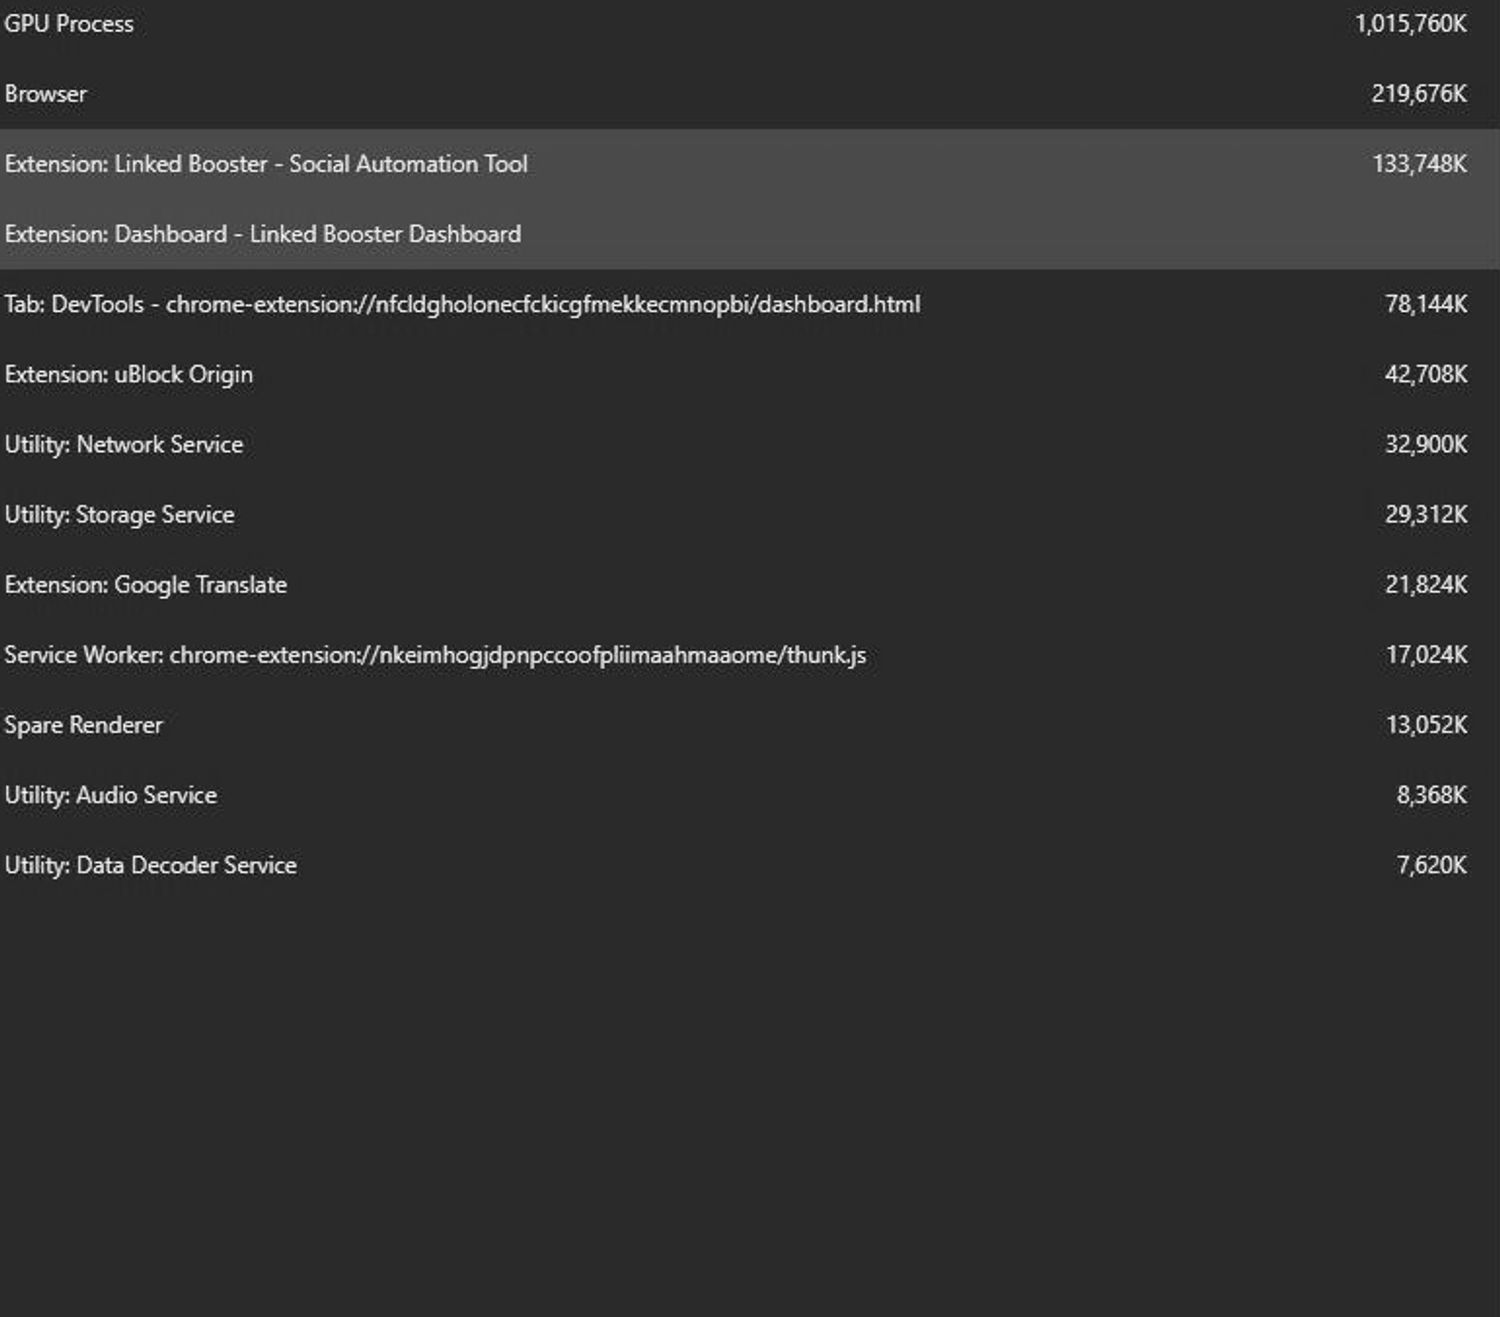 GPU Process 1,015,760K
Browser 219,676K
Extension: Linked Booster - Social Automation Tool 133,748K
Extension: Dashboard - Linked Booster Dashboard
Tab: DevTools - chrome-extension://nfcldgholonecfckicgfmekkecmnopbi/dashboard.html 78,144K
Extension: uBlock Origin 42,708K
Utility: Network Service 32,900K
Utility: Storage Service 29,312K
Extension: Google Translate 21,824K
Service Worker: chrome-extension://nkeimhogjdpnpccoofpliimaahmaaome/thunk.js 17,024K
Spare Renderer 13,052K
Utility: Audio Service 8,368K
Utility: Data Decoder Service 7,620K